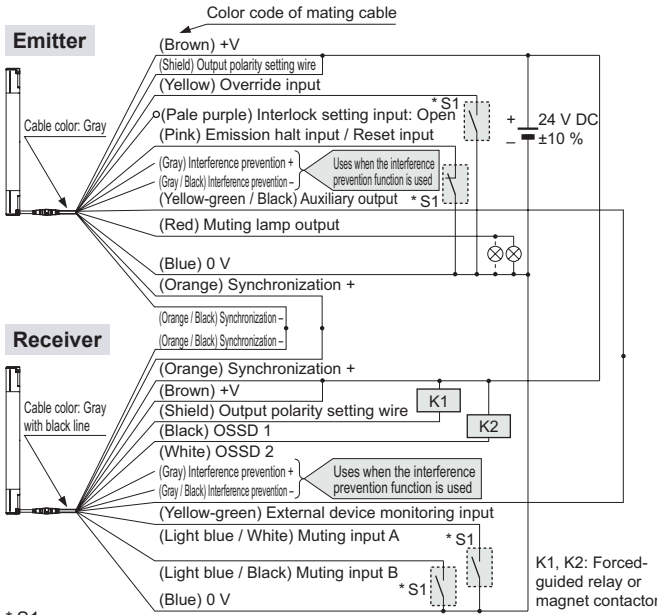 Color code of mating cable
Emitter
(Brown) +V
(Shield) Output polarity setting wire
(Yellow) Override input
* S1
(Pale purple) Interlock setting input: Open
+
24 V DC
Cable color: Gray
(Pink) Emission halt input / Reset input
–
±10 %
(Gray) Interference prevention +
(Gray / Black) Interference prevention –
Uses when the interference
prevention function is used
* S1
(Yellow-green / Black) Auxiliary output
(Red) Muting lamp output
(Blue) 0 V
(Orange) Synchronization +
(Orange / Black) Synchronization –
(Orange / Black) Synchronization –
Receiver
(Orange) Synchronization +
(Brown) +V
Cable color: Gray
with black line
(Shield) Output polarity setting wire
K1
(Black) OSSD 1
K2
(White) OSSD 2
(Gray) Interference prevention +
(Gray / Black) Interference prevention –
Uses when the interference
prevention function is used
(Yellow-green) External device monitoring input
(Light blue / White) Muting input A
* S1
(Light blue / Black) Muting input B
* S1
(Blue) 0 V
K1, K2: Forced-
guided relay or
magnet contactor
* S1